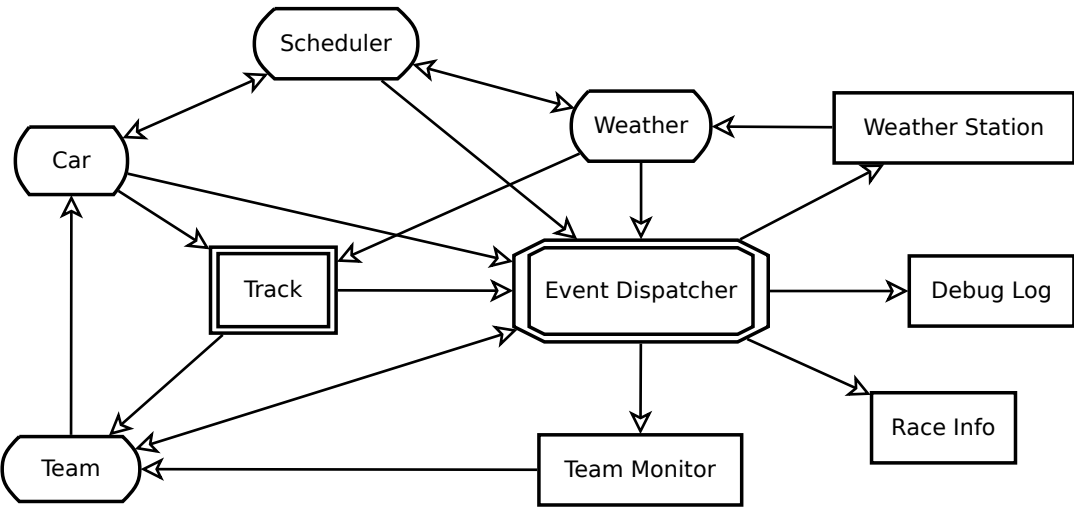 Scheduler
Weather
Weather Station
Car
Track
Event Dispatcher
Debug Log
Race Info
Team
Team Monitor